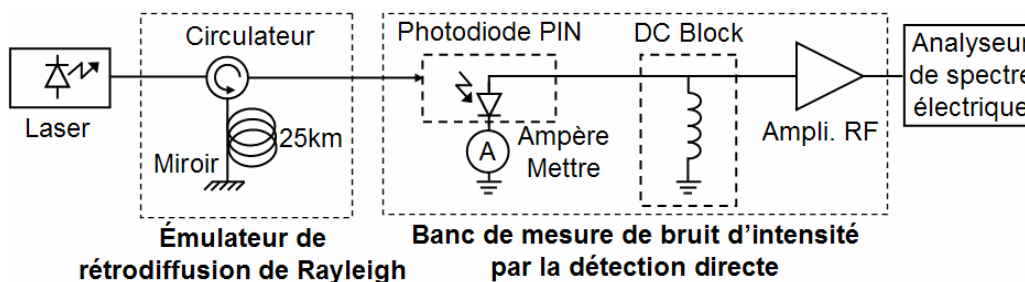 Circulateur
Photodiode PIN
DC Block
Analyseur
de spectre
électrique
Laser
25km
Miroir
A
Ampère
Mettre
Ampli. RF
Émulateur de
rétrodiffusion de Rayleigh
Banc de mesure de bruit d'intensité
par la détection directe